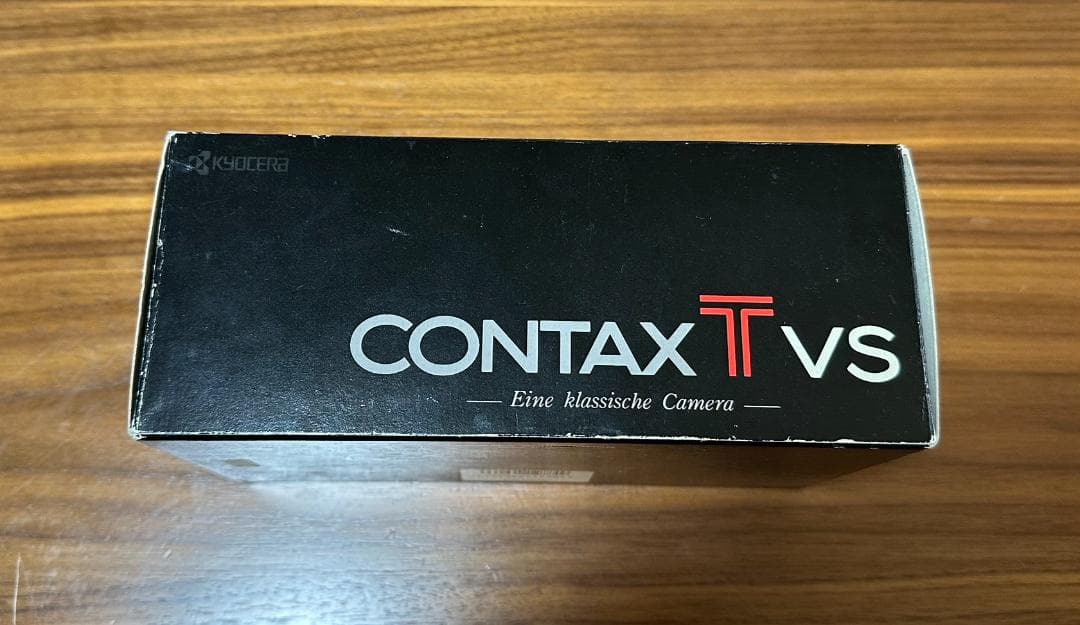 KYOCERA
CONTAX T VS
Eine klassische Camera